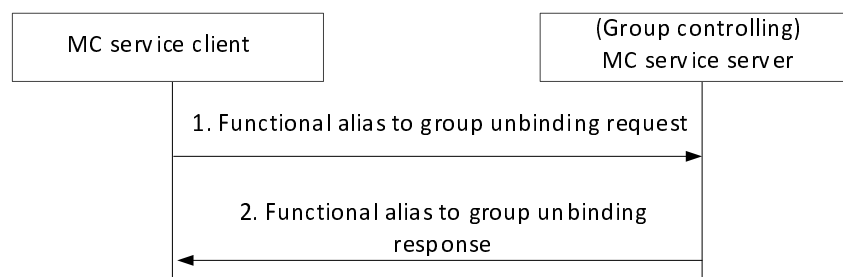 MC service client
(Group controlling)
MC service server
1. Functional alias to group unbinding request
2. Functional alias to group unbinding
response